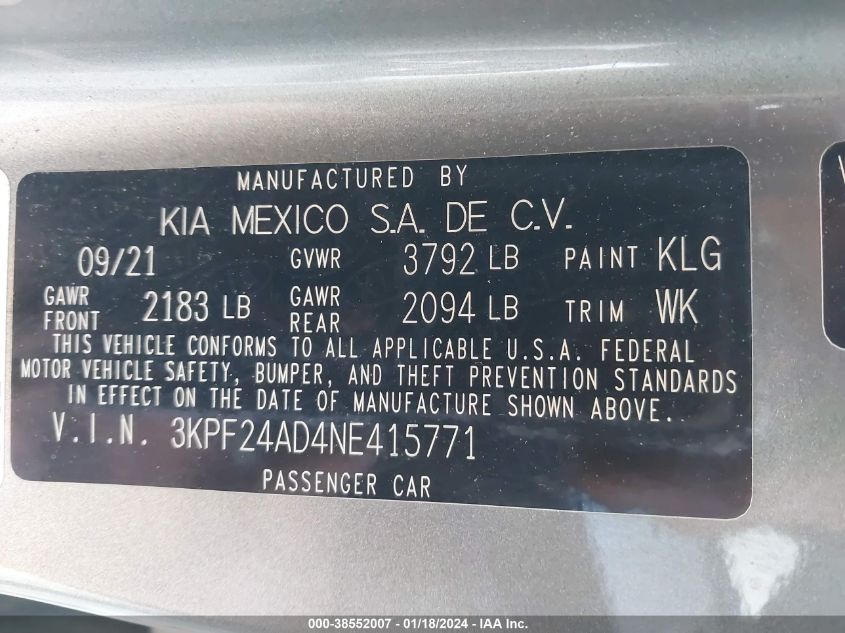 MANUFACTURED BY
KIA MEXICO S.A. DE C.V.
09/21 GVWR 3792 LB PAINT KLG
GAWR FRONT 2183 LB GAWR REAR 2094 LB TRIM WK
THIS VEHICLE CONFORMS TO ALL APPLICABLE U.S.A. FEDERAL
MOTOR VEHICLE SAFETY, BUMPER, AND THEFT PREVENTION STANDARDS
IN EFFECT ON THE DATE OF MANUFACTURE SHOWN ABOVE.
V.I.N. 3KPF24AD4NE415771
PASSENGER CAR
000-38552007 - 01/18/2024 - IAA Inc.